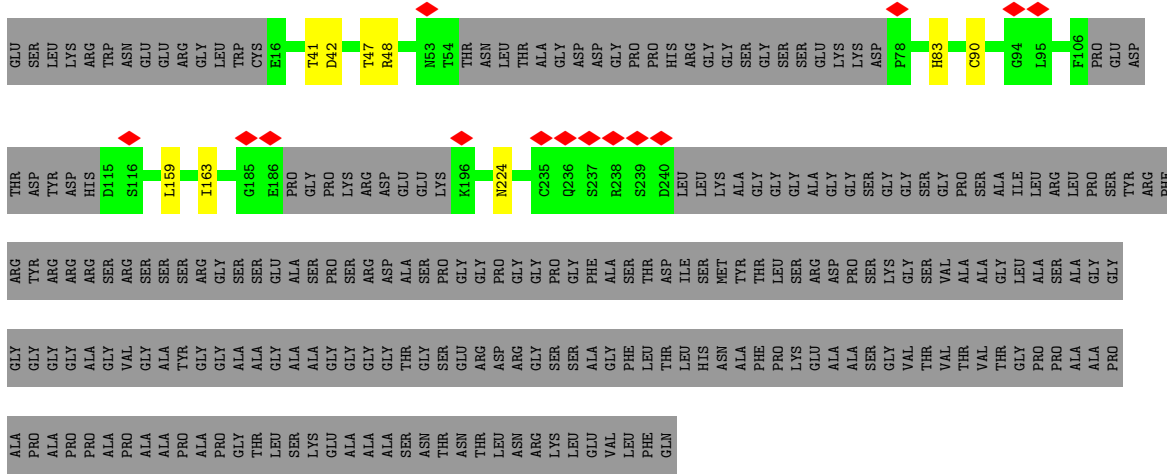 GLU SER LEU LYS ARG TRP ASN GLU GLU ARG GLY LEU TRP CYS E16 T41 D42 T47 R48 N53 T54 THR ASN LEU THR ALA GLY ASP ASP GLY PRO PRO HIS ARG GLY GLY SER GLY SER SER GLU LYS LYS ASP P78 H83 C90 G94 L95 F106 PRO GLU ASP
THR ASP TYR ASP HIS D115 S116 L159 I163 G185 E186 PRO GLY PRO LYS ARG ASP GLU GLU LYS K196 N224 C235 Q236 S237 R238 S239 D240 LEU LEU LYS ALA GLY GLY GLY ALA GLY GLY SER GLY GLY SER GLY PRO SER ALA ILE LEU ARG LEU PRO SER TYR ARG PHE
ARG TYR ARG ARG ARG SER ARG SER SER SER ARG GLY SER SER GLU ALA SER PRO SER ARG ASP ALA SER PRO GLY GLY PRO GLY GLY PRO GLY PHE ALA SER THR ASP ILE SER MET TYR THR LEU SER ARG ASP PRO SER LYS GLY SER VAL ALA ALA GLY LEU ALA SER ALA GLY GLY
GLY GLY GLY GLY ALA GLY VAL GLY ALA TYR GLY GLY ALA ALA GLY ALA ALA GLY GLY GLY GLY THR GLY SER GLU ARG ASP ARG GLY SER SER ALA GLY PHE LEU THR LEU HIS ASN ALA PHE PRO LYS GLU ALA ALA SER GLY VAL THR VAL THR VAL THR GLY PRO PRO ALA ALA PRO
ALA PRO ALA PRO PRO ALA PRO ALA ALA PRO ALA PRO GLY THR LEU SER LYS GLU ALA ALA ALA SER ASN THR ASN THR LEU ASN ARG LYS LEU GLU VAL LEU PHE GLN